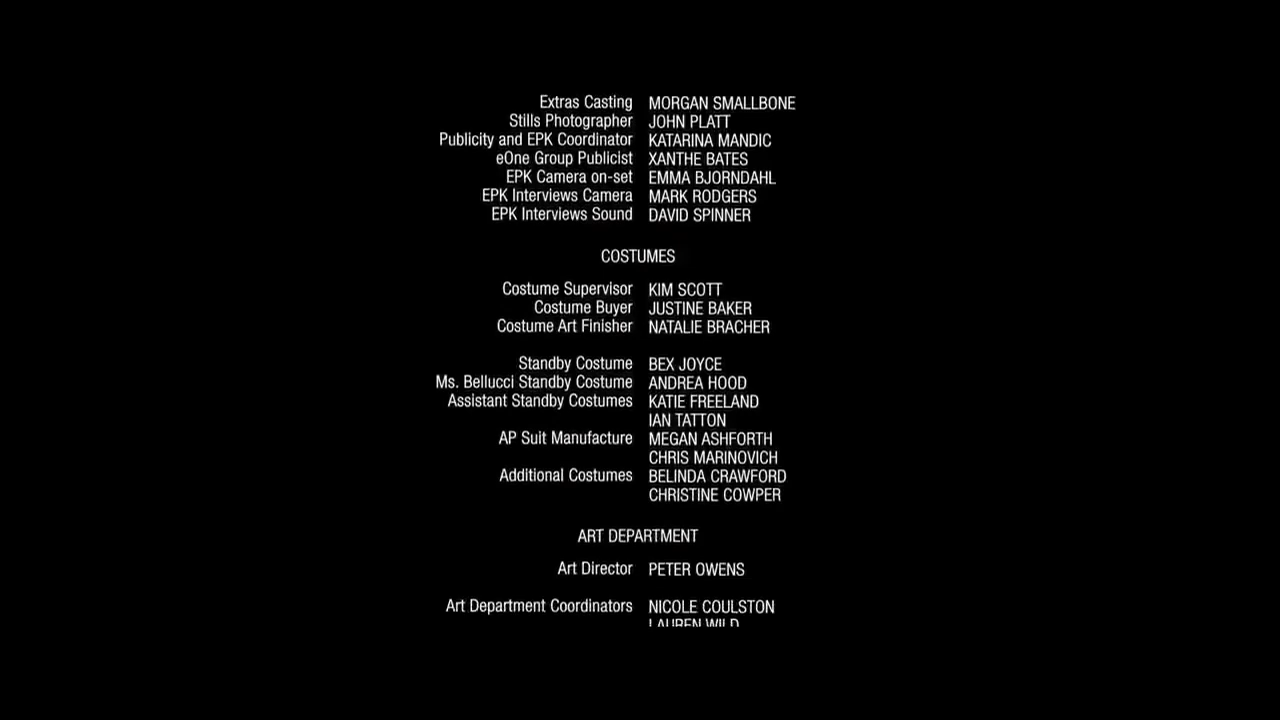 Extras Casting MORGAN SMALLBONE
Stills Photographer JOHN PLATT
Publicity and EPK Coordinator KATARINA MANDIC
eOne Group Publicist XANTHE BATES
EPK Camera on-set EMMA BJORNDAHL
EPK Interviews Camera MARK RODGERS
EPK Interviews Sound DAVID SPINNER
COSTUMES
Costume Supervisor KIM SCOTT
Costume Buyer JUSTINE BAKER
Costume Art Finisher NATALIE BRACHER
Standby Costume BEX JOYCE
Ms. Bellucci Standby Costume ANDREA HOOD
Assistant Standby Costumes KATIE FREELAND
IAN TATTON
AP Suit Manufacture MEGAN ASHFORTH
CHRIS MARINOVICH
Additional Costumes BELINDA CRAWFORD
CHRISTINE COWPER
ART DEPARTMENT
Art Director PETER OWENS
Art Department Coordinators NICOLE COULSTON
LAUREN WILD